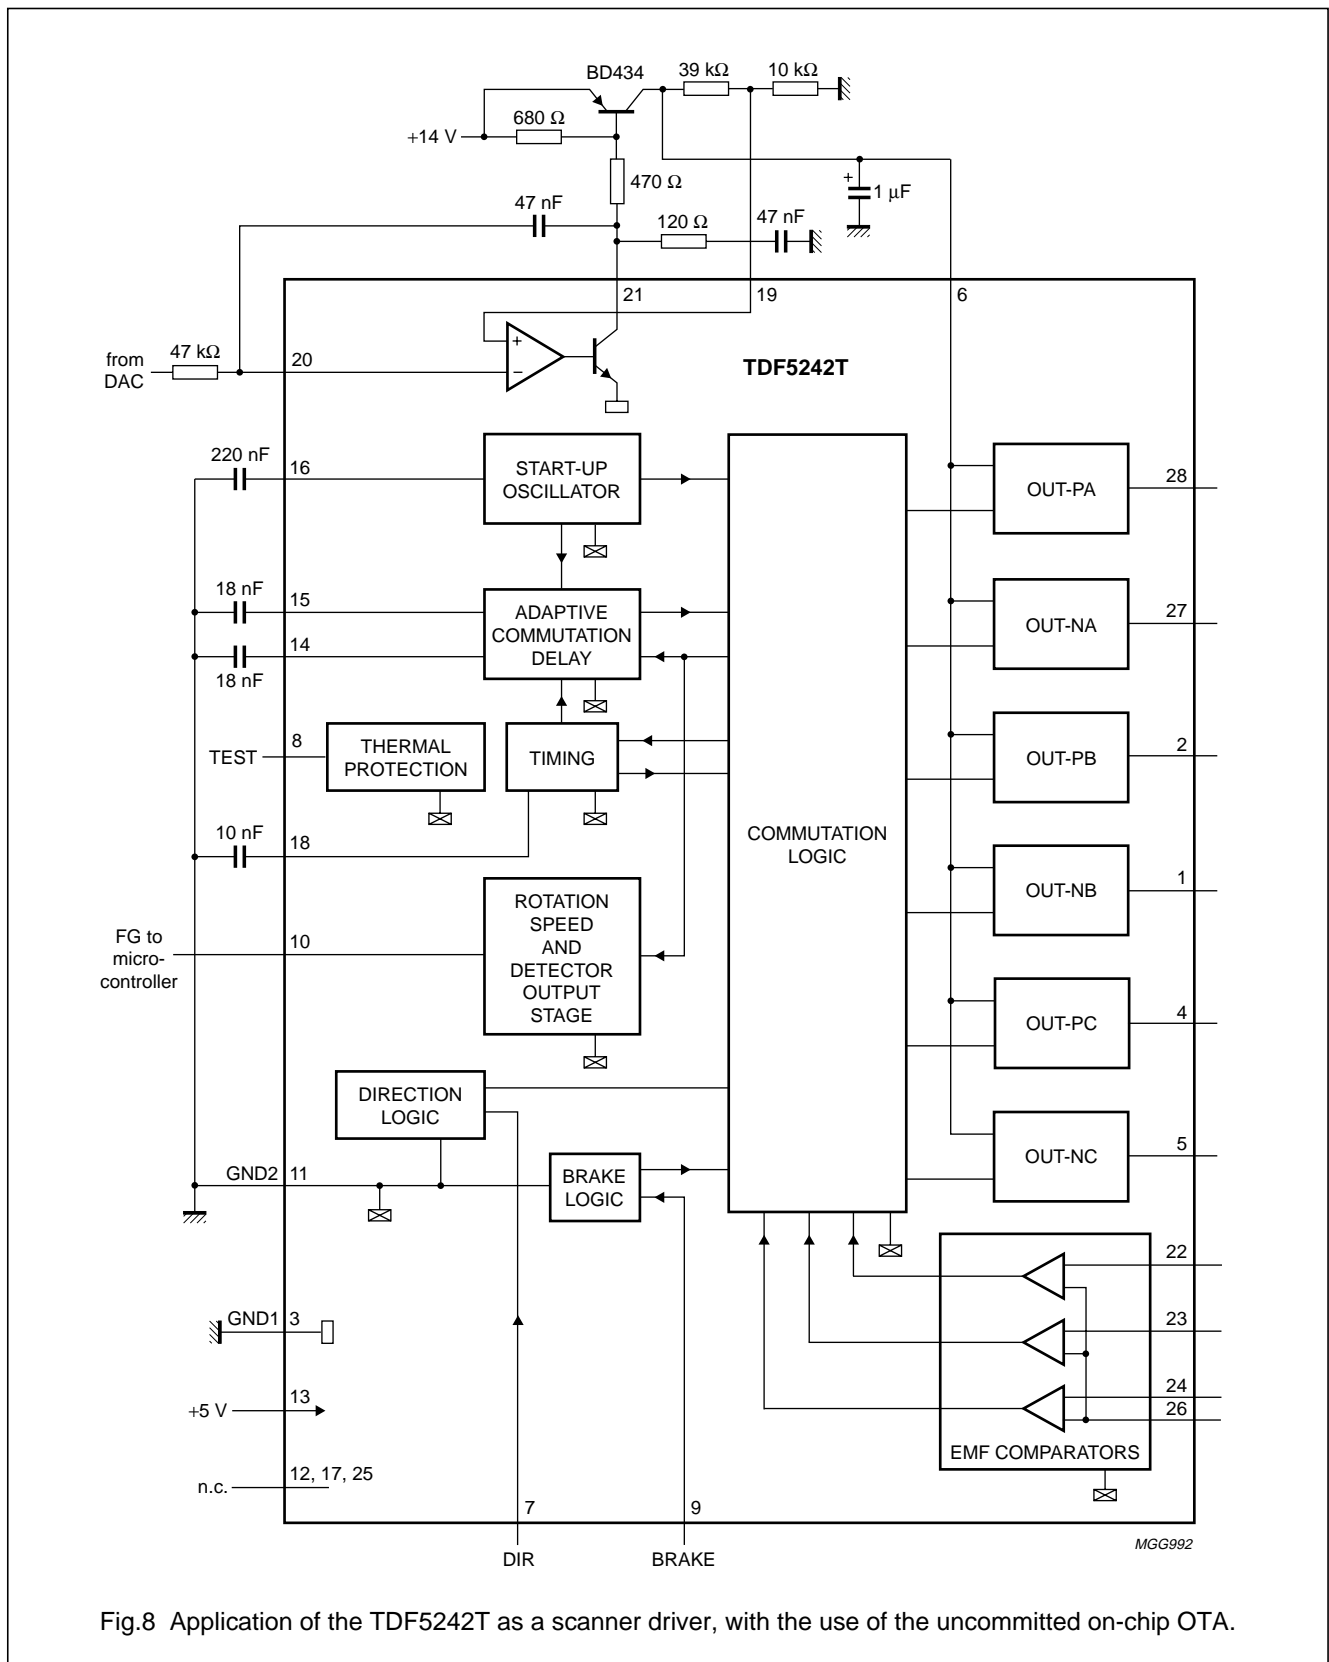 BD434
39 kΩ
10 kΩ
680 Ω
+14 V
470 Ω
+
1 μF
47 nF
120 Ω
47 nF
21
19
6
from
DAC
47 kΩ
20
+
−
TDF5242T
220 nF
16
START-UP
OSCILLATOR
OUT-PA
28
18 nF
15
ADAPTIVE
COMMUTATION
DELAY
14
18 nF
OUT-NA
27
TEST
8
THERMAL
PROTECTION
TIMING
OUT-PB
2
10 nF
18
COMMUTATION
LOGIC
OUT-NB
1
FG to
micro-
controller
10
ROTATION
SPEED
AND
DETECTOR
OUTPUT
STAGE
OUT-PC
4
DIRECTION
LOGIC
OUT-NC
5
GND2
11
BRAKE
LOGIC
22
GND1
3
23
24
26
+5 V
13
EMF COMPARATORS
n.c.
12, 17, 25
7
9
DIR
BRAKE
MGG992
Fig.8 Application of the TDF5242T as a scanner driver, with the use of the uncommitted on-chip OTA.